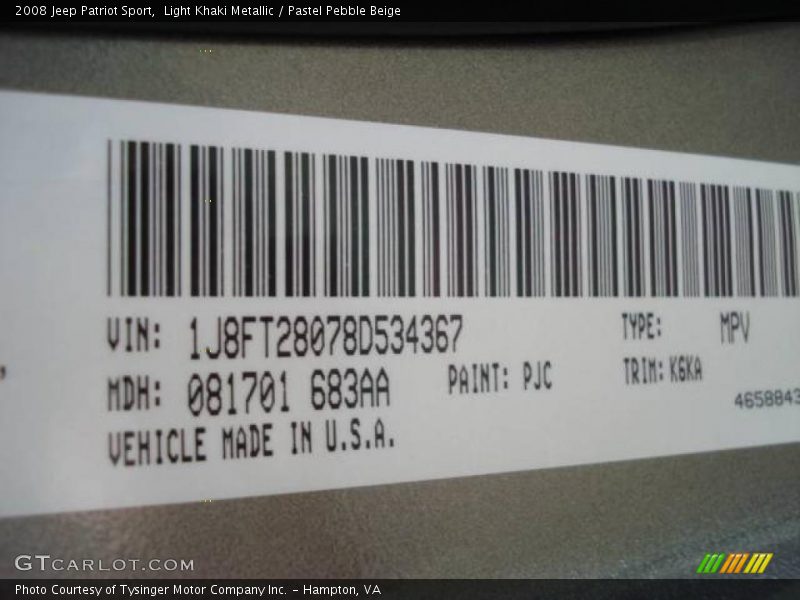 2008 Jeep Patriot Sport,  Light Khaki Metallic / Pastel Pebble Beige
VIN: 1J8FT28078D534367 TYPE: MPV
MDH: 081701 683AA PAINT: PJC TRIM: K6KA
4658843
VEHICLE MADE IN U.S.A.
GTCARLOT.COM
Photo Courtesy of Tysinger Motor Company Inc. - Hampton, VA